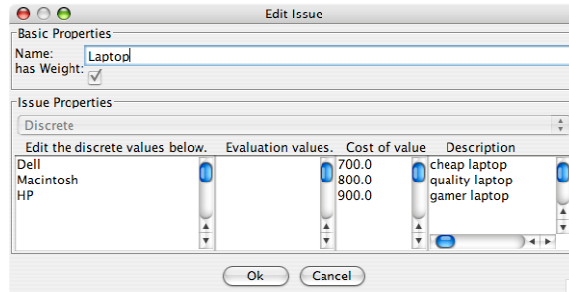 Edit Issue
Basic Properties
Name: Laptop
has Weight:
Issue Properties
Discrete
Edit the discrete values below. Evaluation values. Cost of value Description
Dell 700.0 cheap laptop
Macintosh 800.0 quality laptop
HP 900.0 gamer laptop
Ok Cancel